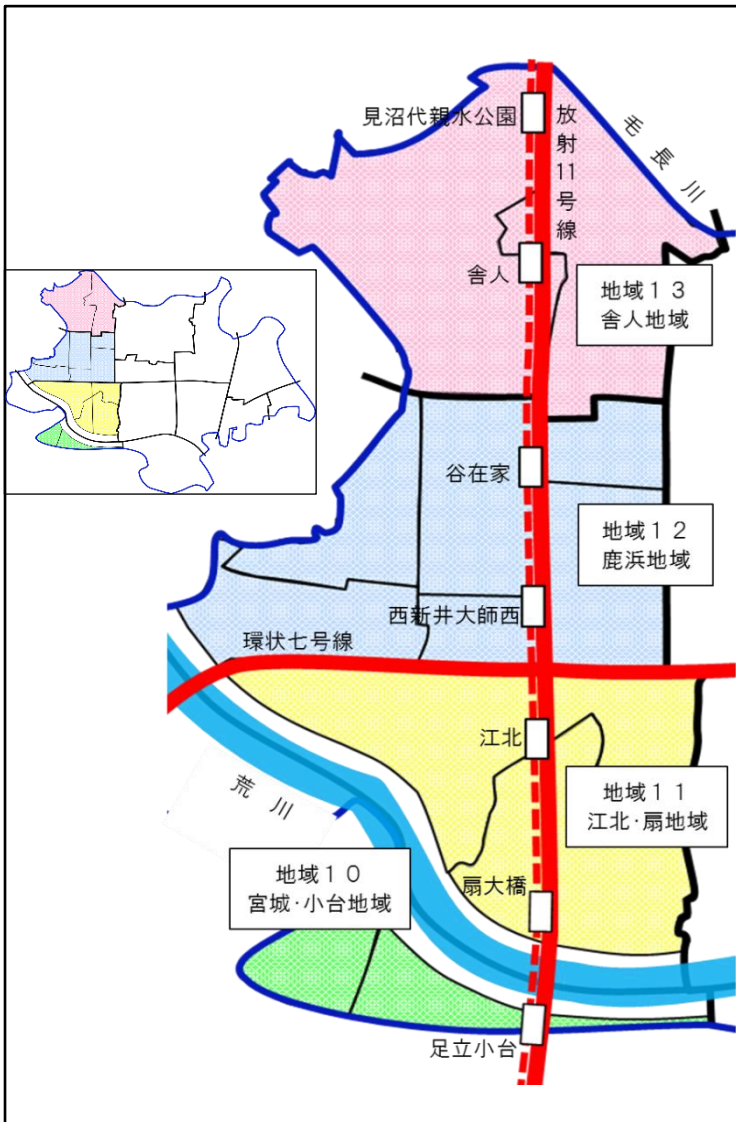 見沼代親水公園
放射11号線
毛長川
舎人
地域１３
舎人地域
谷在家
地域１２
鹿浜地域
西新井大師西
環状七号線
江北
荒川
地域１１
江北･扇地域
地域１０
宮城･小台地域
扇大橋
足立小台